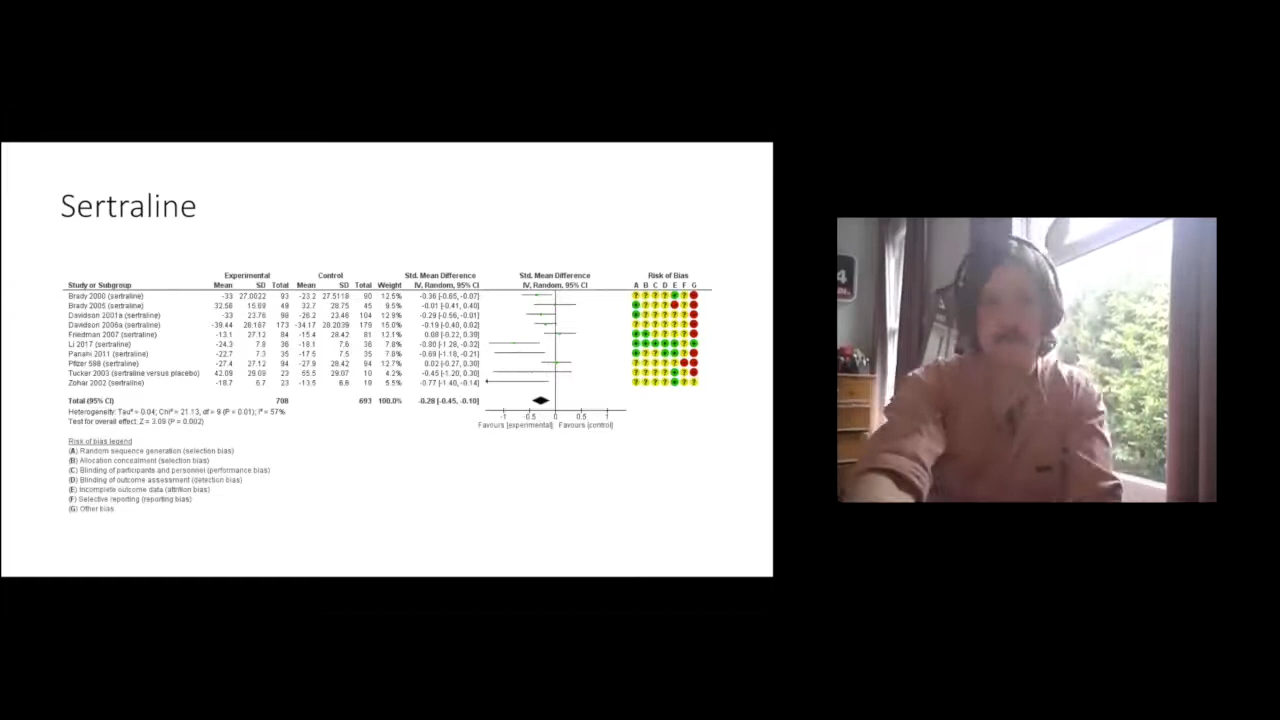 Sertraline
Experimental Control Std. Mean Difference Std. Mean Difference Risk of Bias
Study or Subgroup Mean SD Total Mean SD Total Weight IV, Random, 95% CI IV, Random, 95% CI A B C D E F G
Brady 2000 (sertraline) -33 27.0022 93 -23.2 27.5118 90 12.5% -0.36 [-0.65, -0.07]
Brady 2005 (sertraline) 32.56 15.69 49 32.7 28.75 45 9.5% -0.01 [-0.41, 0.40]
Davidson 2001a (sertraline) -33 23.76 98 -26.2 23.46 104 12.9% -0.29 [-0.56, -0.01]
Davidson 2006a (sertraline) -39.44 28.187 173 -34.17 28.2039 179 15.0% -0.19 [-0.40, 0.02]
Friedman 2007 (sertraline) -13.1 27.12 84 -15.4 28.42 81 12.1% 0.08 [-0.22, 0.39]
Li 2017 (sertraline) -24.3 7.8 36 -18.1 7.6 36 7.8% -0.80 [-1.28, -0.32]
Panahi 2011 (sertraline) -22.7 7.3 35 -17.5 7.5 35 7.8% -0.69 [-1.18, -0.21]
Pfizer 588 (sertraline) -27.4 27.12 94 -27.9 28.42 94 12.7% 0.02 [-0.27, 0.30]
Tucker 2003 (sertraline versus placebo) 42.09 29.09 23 55.5 29.07 10 4.2% -0.45 [-1.20, 0.30]
Zohar 2002 (sertraline) -18.7 6.7 23 -13.5 6.6 19 5.5% -0.77 [-1.40, -0.14]
Total (95% CI) 708 693 100.0% -0.28 [-0.45, -0.10]
Heterogeneity: Tau² = 0.04; Chi² = 21.13, df = 9 (P = 0.01); I² = 57%
Test for overall effect: Z = 3.09 (P = 0.002)
-1 -0.5 0 0.5 1
Favours [experimental] Favours [control]
Risk of bias legend
(A) Random sequence generation (selection bias)
(B) Allocation concealment (selection bias)
(C) Blinding of participants and personnel (performance bias)
(D) Blinding of outcome assessment (detection bias)
(E) Incomplete outcome data (attrition bias)
(F) Selective reporting (reporting bias)
(G) Other bias
4